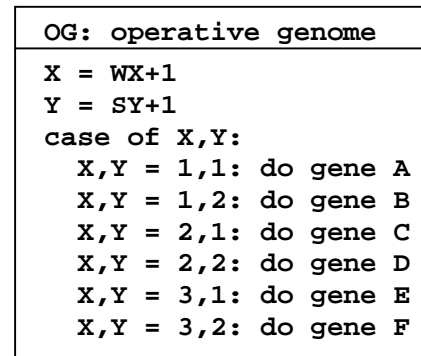 OG: operative genome
X = WX+1
Y = SY+1
case of X,Y:
X,Y = 1,1: do gene A
X,Y = 1,2: do gene B
X,Y = 2,1: do gene C
X,Y = 2,2: do gene D
X,Y = 3,1: do gene E
X,Y = 3,2: do gene F